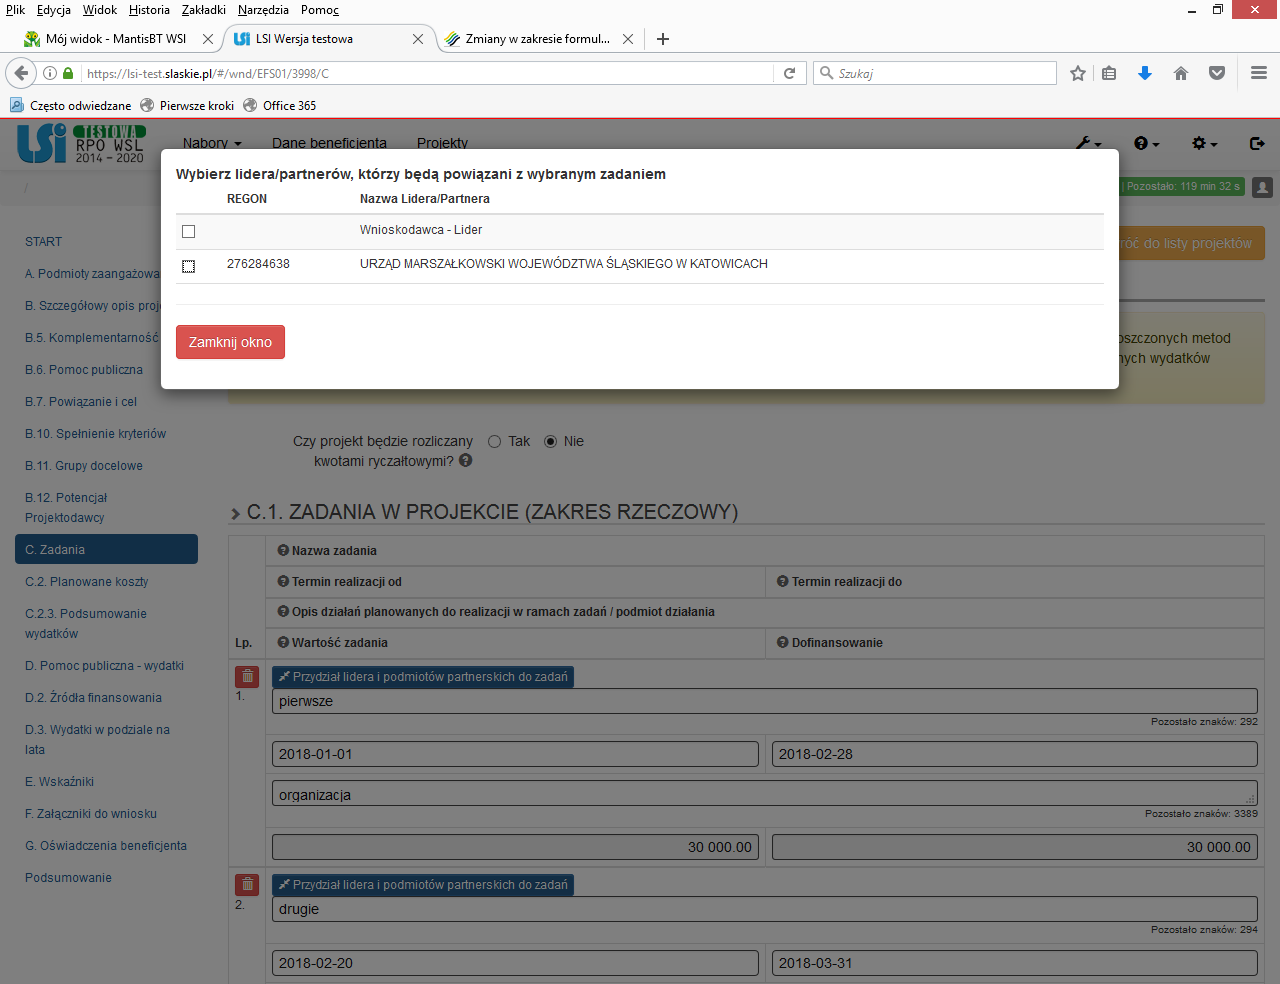 Plik Edycja Widok Historia Zakładki Narzędzia Pomoc
Mój widok - MantisBT WSI
LSI Wersja testowa
Zmiany w zakresie formul...
https://lsi-test.slaskie.pl/#/wnd/EFS01/3998/C
Szukaj
Często odwiedzane Pierwsze kroki Office 365
LSI TESTOWA
RPO WSL
2014 – 2020
Nabory Dane beneficjenta Projekty
/
| Pozostało: 119 min 32 s
Wybierz lidera/partnerów, którzy będą powiązani z wybranym zadaniem
REGON Nazwa Lidera/Partnera
Wnioskodawca - Lider
276284638 URZĄD MARSZAŁKOWSKI WOJEWÓDZTWA ŚLĄSKIEGO W KATOWICACH
Zamknij okno
róć do listy projektów
oszczonych metod
nych wydatków
START
A. Podmioty zaangażowa
B. Szczegółowy opis proj
B.5. Komplementarność
B.6. Pomoc publiczna
B.7. Powiązanie i cel
B.10. Spełnienie kryteriów
B.11. Grupy docelowe
B.12. Potencjał
Projektodawcy
C. Zadania
C.2. Planowane koszty
C.2.3. Podsumowanie
wydatków
D. Pomoc publiczna - wydatki
D.2. Źródła finansowania
D.3. Wydatki w podziale na
lata
E. Wskaźniki
F. Załączniki do wniosku
G. Oświadczenia beneficjenta
Podsumowanie
Czy projekt będzie rozliczany
kwotami ryczałtowymi?
Tak Nie
C.1. ZADANIA W PROJEKCIE (ZAKRES RZECZOWY)
Lp.
Nazwa zadania
Termin realizacji od Termin realizacji do
Opis działań planowanych do realizacji w ramach zadań / podmiot działania
Wartość zadania Dofinansowanie
1.
Przydział lidera i podmiotów partnerskich do zadań
pierwsze
Pozostało znaków: 292
2018-01-01 2018-02-28
organizacja
Pozostało znaków: 3389
30 000.00 30 000.00
2.
Przydział lidera i podmiotów partnerskich do zadań
drugie
Pozostało znaków: 294
2018-02-20 2018-03-31